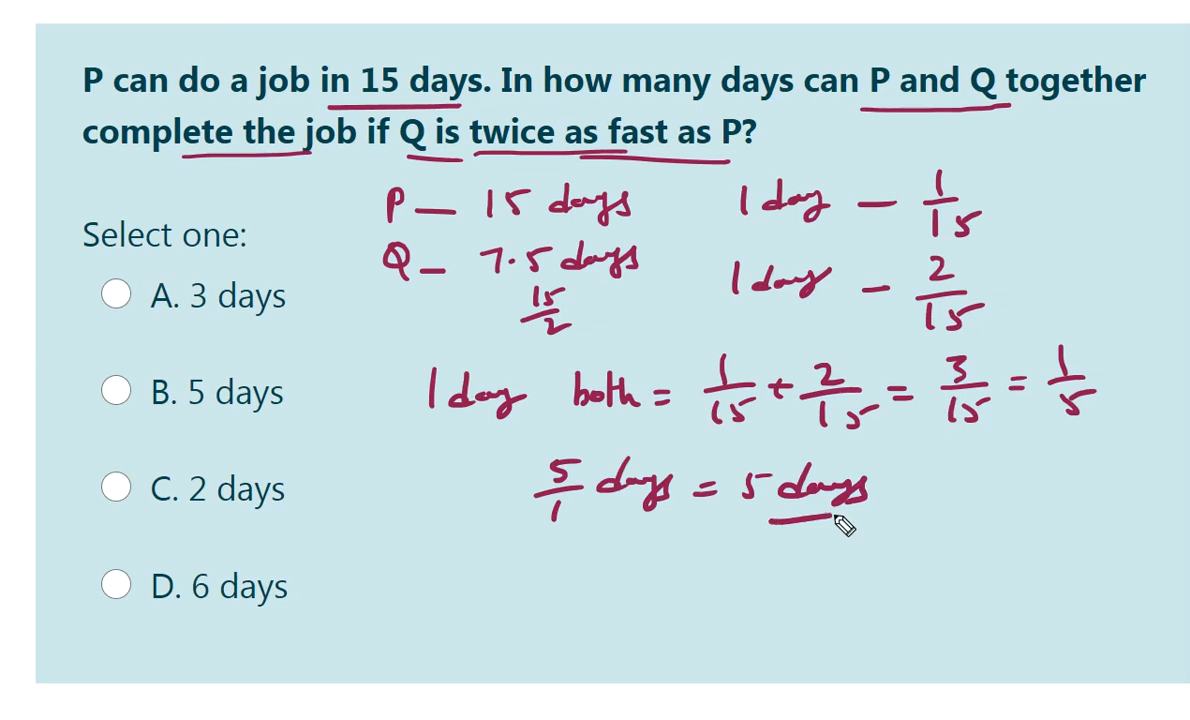 P can do a job in 15 days. In how many days can P and Q together
complete the job if Q is twice as fast as P?
P — 15 days 1 day — 1/15
Select one:
Q — 7.5 days 1 day — 2/15
15/2
A. 3 days
B. 5 days
1 day both = 1/15 + 2/15 = 3/15 = 1/5
C. 2 days
5/1 days = 5 days
D. 6 days